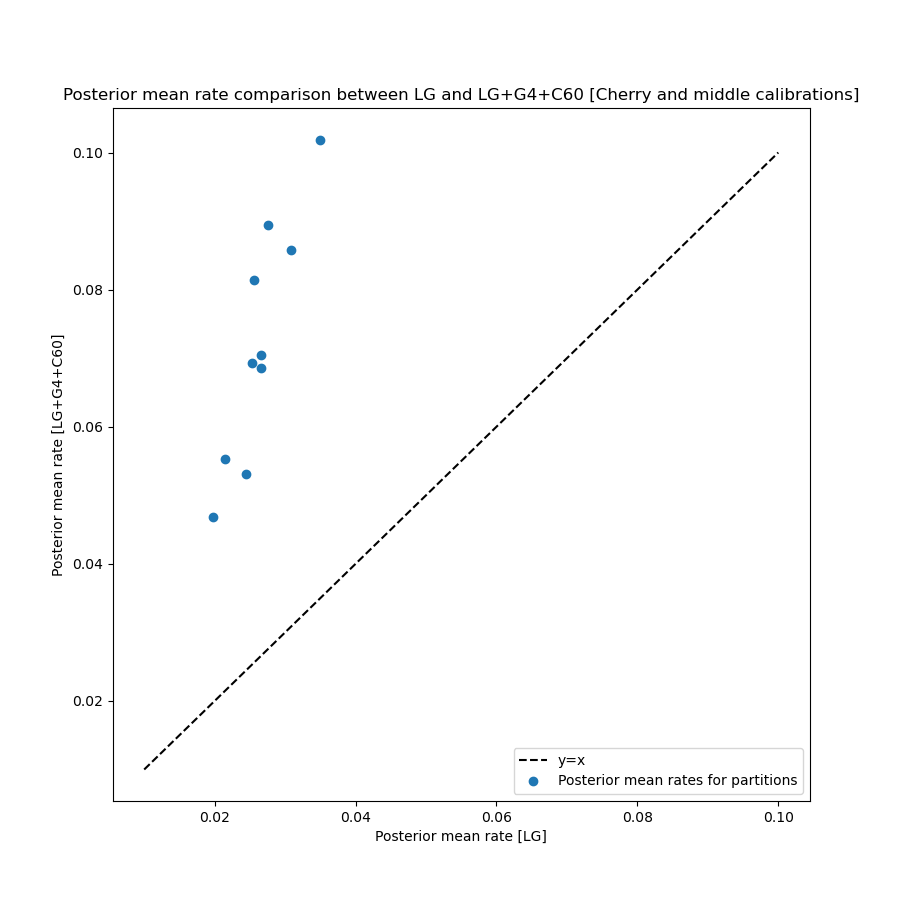 Posterior mean rate comparison between LG and LG+G4+C60 [Cherry and middle calibrations]
Posterior mean rate [LG+G4+C60]
0.10
0.08
0.06
0.04
0.02
y=x
Posterior mean rates for partitions
0.02 0.04 0.06 0.08 0.10
Posterior mean rate [LG]